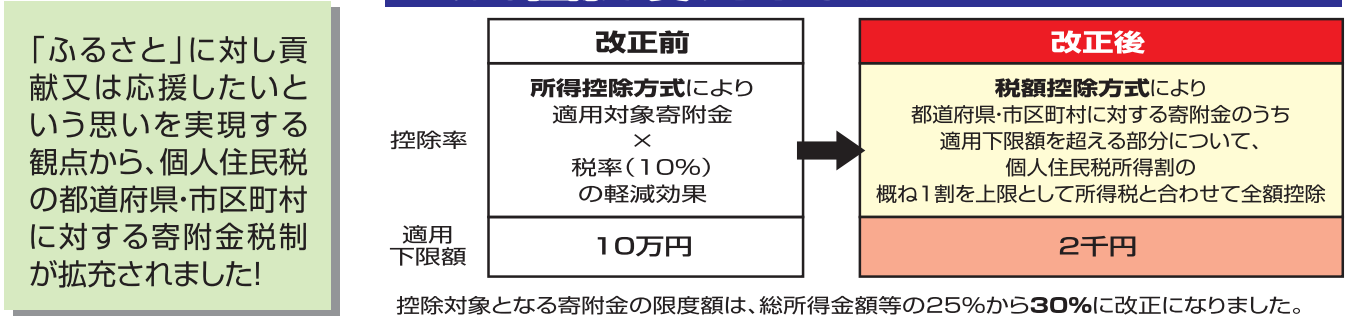 「ふるさと」に対し貢
献又は応援したいと
いう思いを実現する
観点から、個人住民税
の都道府県・市区町村
に対する寄附金税制
が拡充されました!
改正前
改正後
控除率
所得控除方式により
適用対象寄附金
×
税率(10%)
の軽減効果
税額控除方式により
都道府県・市区町村に対する寄附金のうち
適用下限額を超える部分について、
個人住民税所得割の
概ね1割を上限として所得税と合わせて全額控除
適用
下限額
10万円
2千円
控除対象となる寄附金の限度額は、総所得金額等の25%から30%に改正になりました。